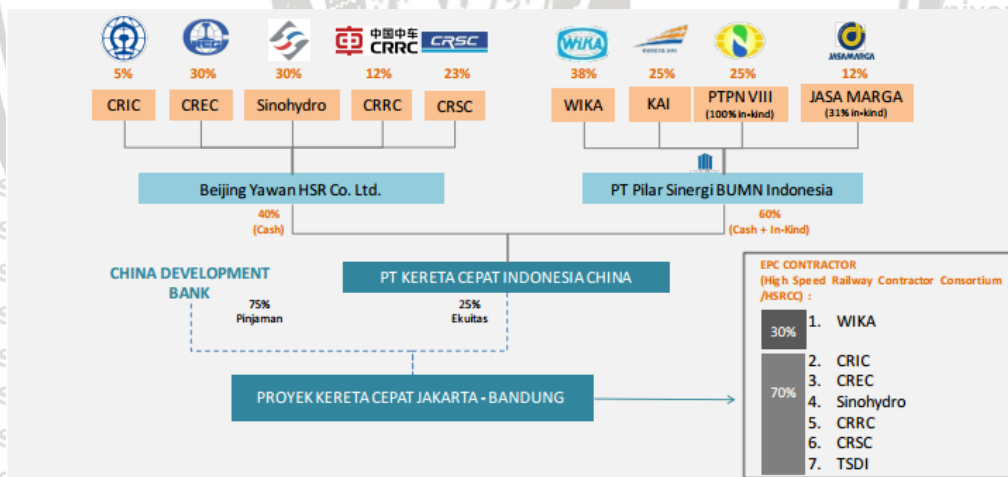 中国中车
CRRC
CRSC
WIKA
KERETA API
JASAMARGA
5%
30%
30%
12%
23%
38%
25%
25%
12%
CRIC
CREC
Sinohydro
CRRC
CRSC
WIKA
KAI
PTPN VIII
(100% in-kind)
JASA MARGA
(31% in-kind)
Beijing Yawan HSR Co. Ltd.
PT Pilar Sinergi BUMN Indonesia
40%
(Cash)
60%
(Cash + In-Kind)
CHINA DEVELOPMENT
BANK
PT KERETA CEPAT INDONESIA CHINA
75%
Pinjaman
25%
Ekuitas
PROYEK KERETA CEPAT JAKARTA - BANDUNG
EPC CONTRACTOR
(High Speed Railway Contractor Consortium
/HSRCC) :
30%
1. WIKA
70%
2. CRIC
3. CREC
4. Sinohydro
5. CRRC
6. CRSC
7. TSDI